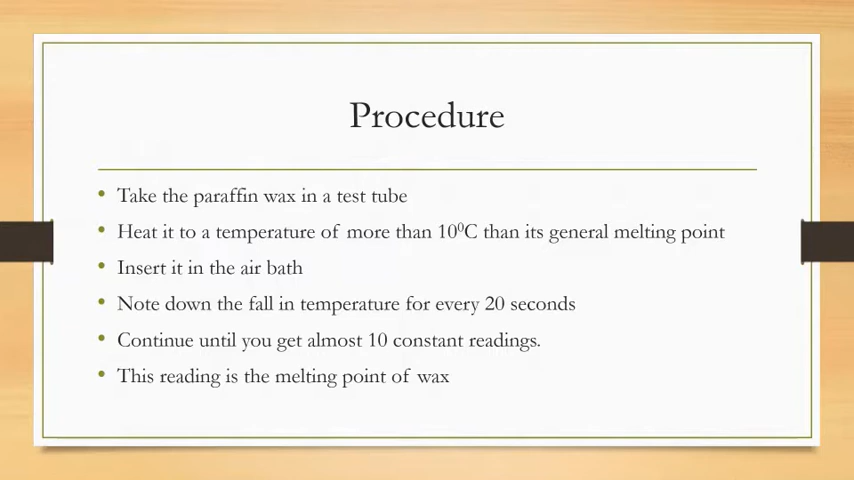 Procedure
• Take the paraffin wax in a test tube
• Heat it to a temperature of more than 10⁰C than its general melting point
• Insert it in the air bath
• Note down the fall in temperature for every 20 seconds
• Continue until you get almost 10 constant readings.
• This reading is the melting point of wax